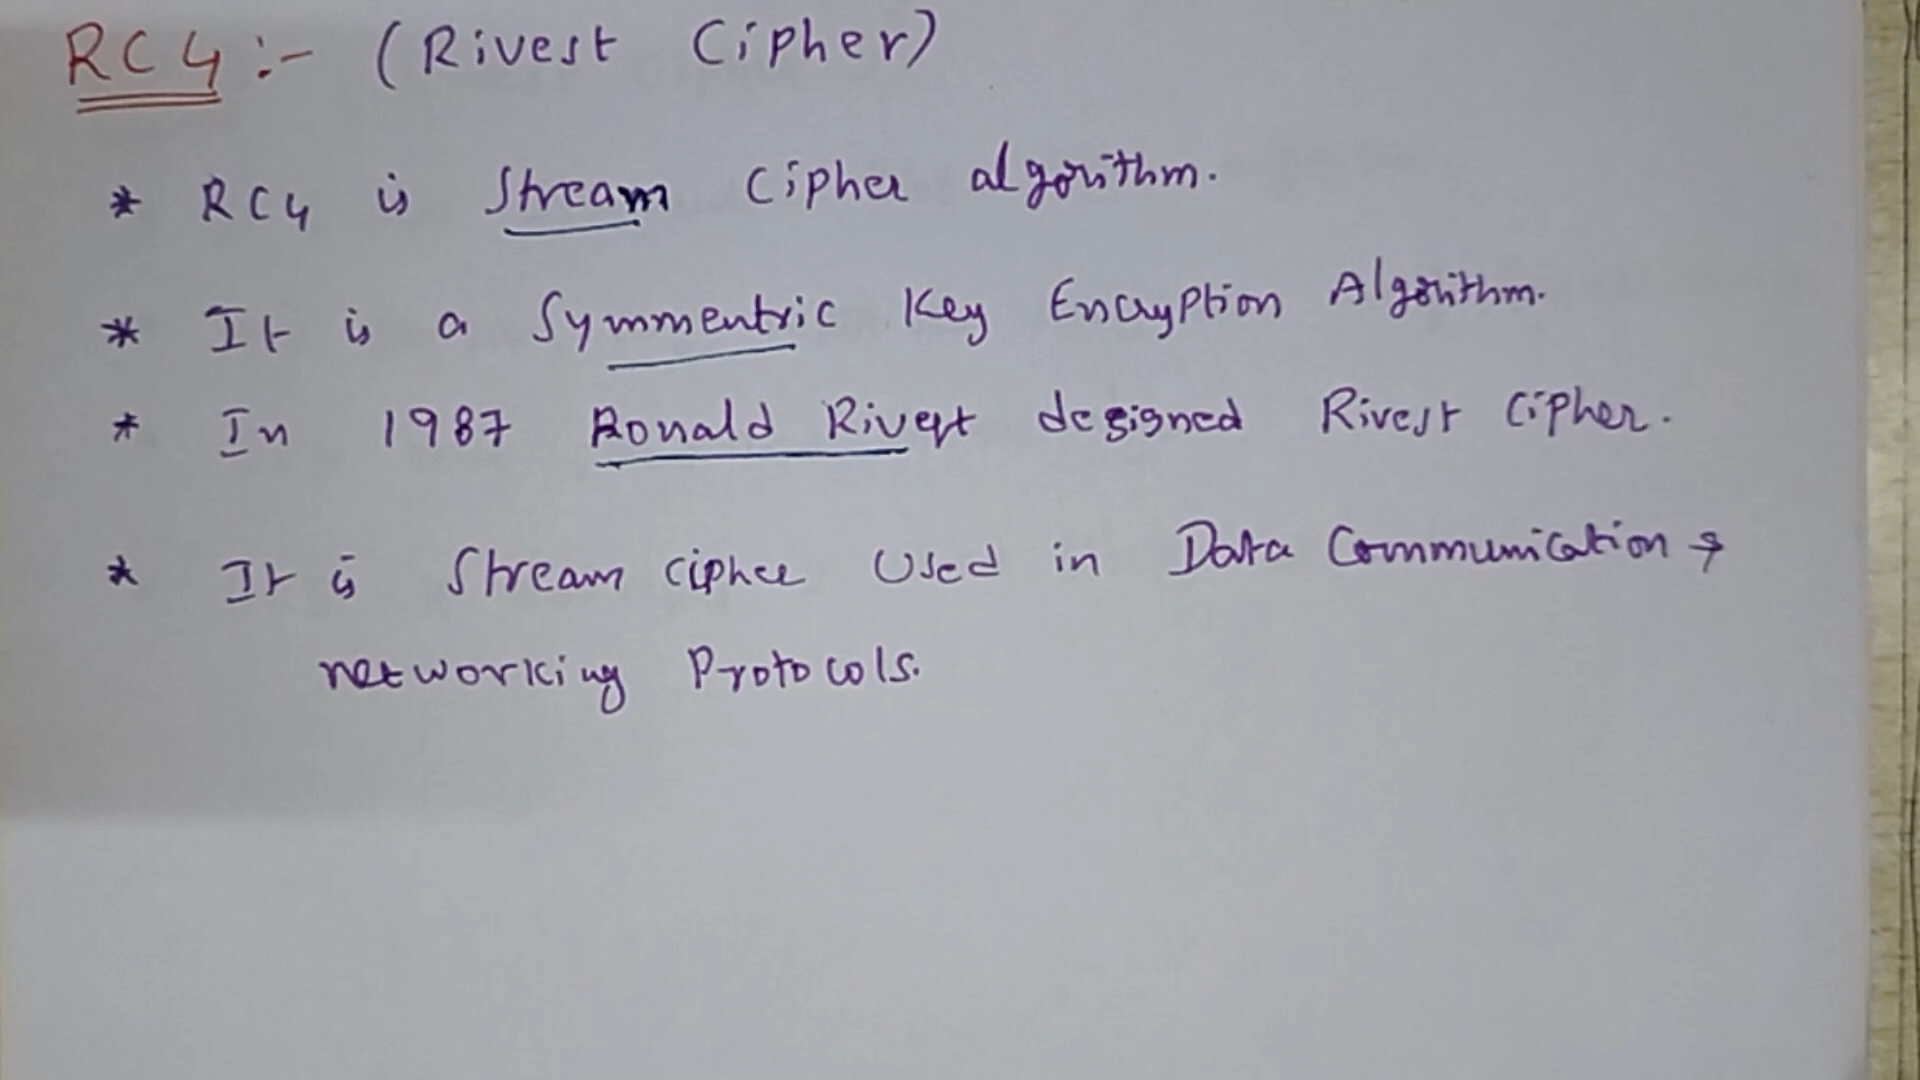 RC4 :- (Rivest Cipher)
* RC4 is Stream Cipher algorithm.
* It is a Symmentric Key Encryption Algorithm.
* In 1987 Ronald Rivest designed Rivest Cipher.
* It is Stream cipher Used in Data Communication &
networking Protocols.